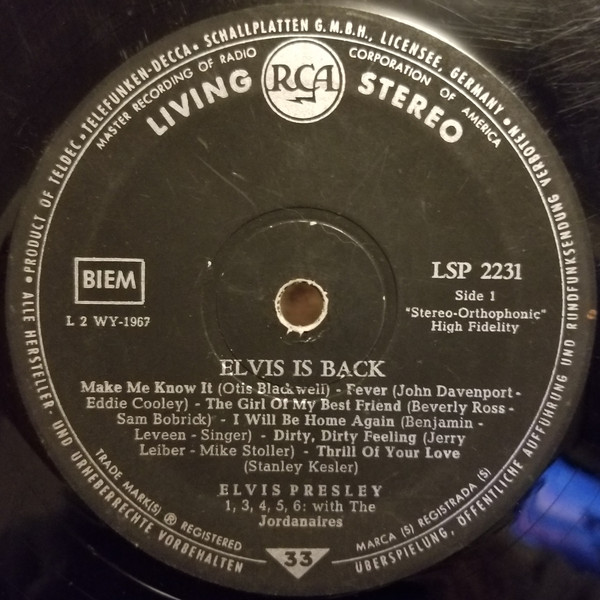 • PRODUCT OF TELDEC • TELEFUNKEN-DECCA • SCHALLPLATTEN G.M.B.H., LICENSEE, GERMANY •
MASTER RECORDING OF RADIO CORPORATION OF AMERICA
LIVING RCA STEREO
BIEM
L 2 WY-1967
LSP 2231
Side 1
"Stereo-Orthophonic"
High Fidelity
ELVIS IS BACK
Make Me Know It (Otis Blackwell) - Fever (John Davenport -
Eddie Cooley) - The Girl Of My Best Friend (Beverly Ross -
Sam Bobrick) - I Will Be Home Again (Benjamin -
Leveen - Singer) - Dirty, Dirty Feeling (Jerry
Leiber - Mike Stoller) - Thrill Of Your Love
(Stanley Kesler)
ELVIS PRESLEY
1, 3, 4, 5, 6: with The
Jordanaires
TRADE MARK(S) ® REGISTERED
MARCA (S) REGISTRADA (S)
33
ALLE HERSTELLER- UND URHEBERRECHTE VORBEHALTEN
ÜBERSPIELUNG, ÖFFENTLICHE AUFFÜHRUNG UND RUNDFUNKSENDUNG VERBOTEN